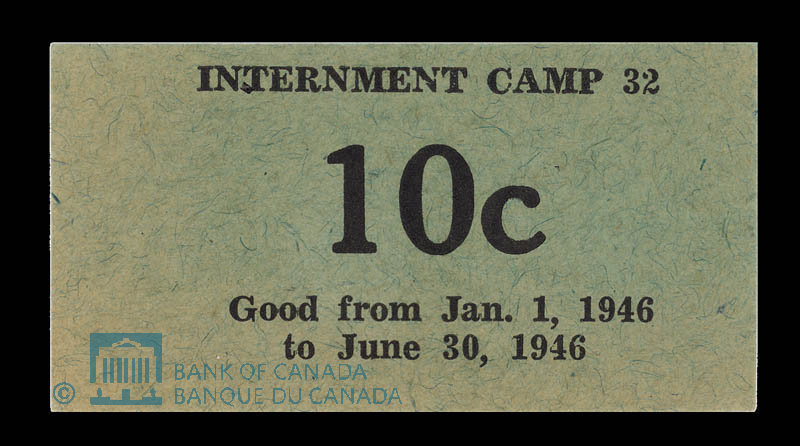 INTERNMENT CAMP 32
10c
Good from Jan. 1, 1946
to June 30, 1946
© BANK OF CANADA
BANQUE DU CANADA